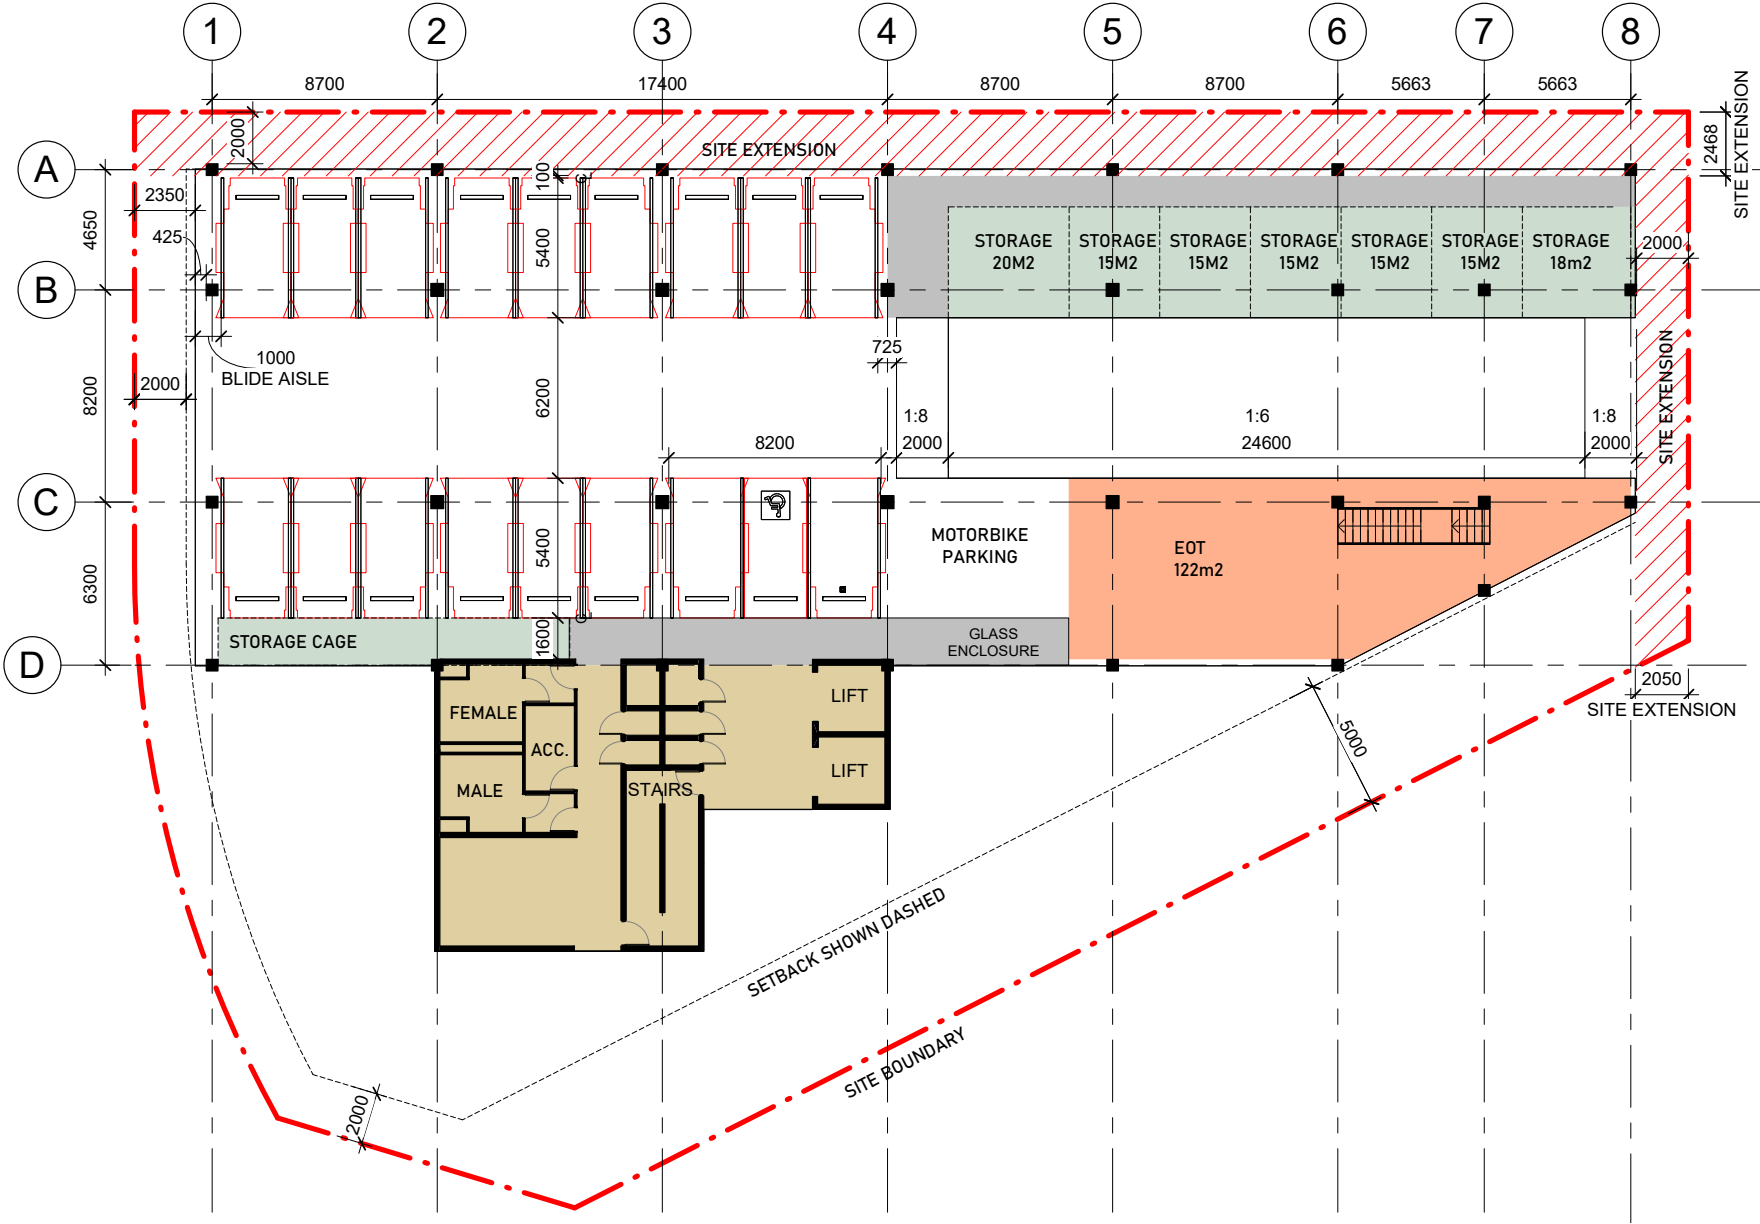 1 2 3 4 5 6 7 8
8700 17400 8700 8700 5663 5663
SITE EXTENSION
2468
2000
SITE EXTENSION
A
100
2350
4650
425
5400
STORAGE STORAGE STORAGE STORAGE STORAGE STORAGE STORAGE
20M2 15M2 15M2 15M2 15M2 15M2 18m2
2000
B
725
1000
BLIDE AISLE
2000
8200
6200
SITE EXTENSION
1:8 1:6 1:8
8200 2000 24600 2000
C
MOTORBIKE
PARKING
EOT
122m2
5400
6300
STORAGE CAGE
1600
GLASS
ENCLOSURE
D
LIFT
2050
SITE EXTENSION
FEMALE
5000
ACC.
LIFT
MALE
STAIRS
SETBACK SHOWN DASHED
SITE BOUNDARY
2000